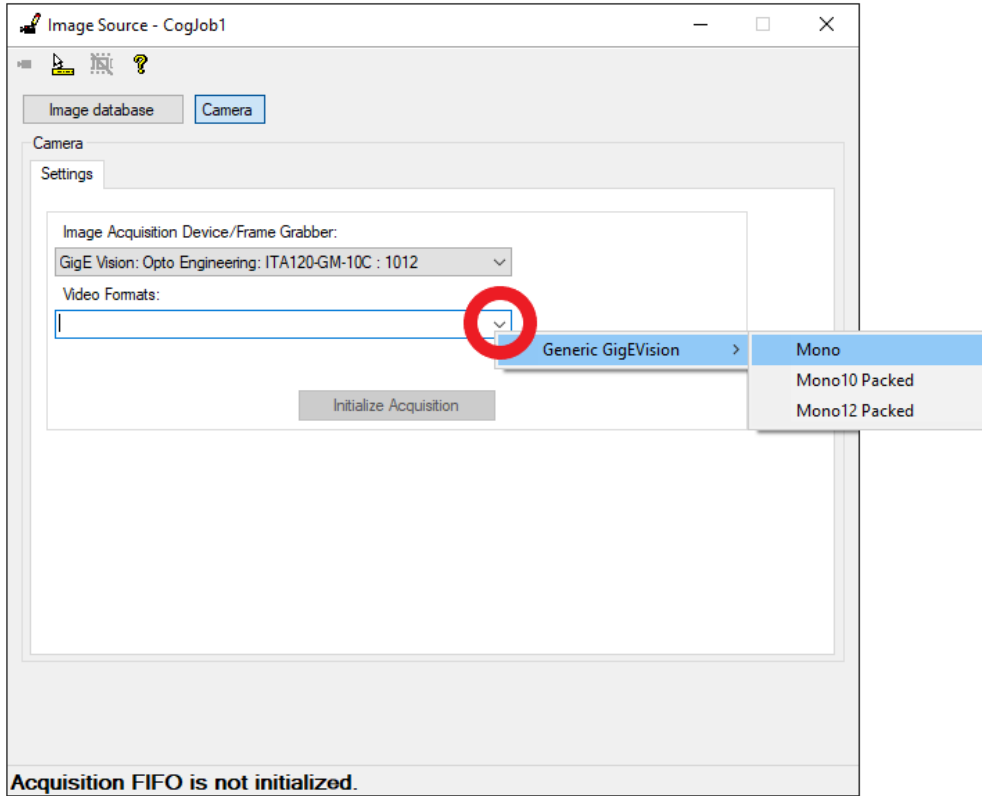 Image Source - CogJob1
Image database
Camera
Camera
Settings
Image Acquisition Device/Frame Grabber:
GigE Vision: Opto Engineering: ITA120-GM-10C : 1012
Video Formats:
Generic GigEVision
Mono
Mono10 Packed
Mono12 Packed
Initialize Acquisition
Acquisition FIFO is not initialized.